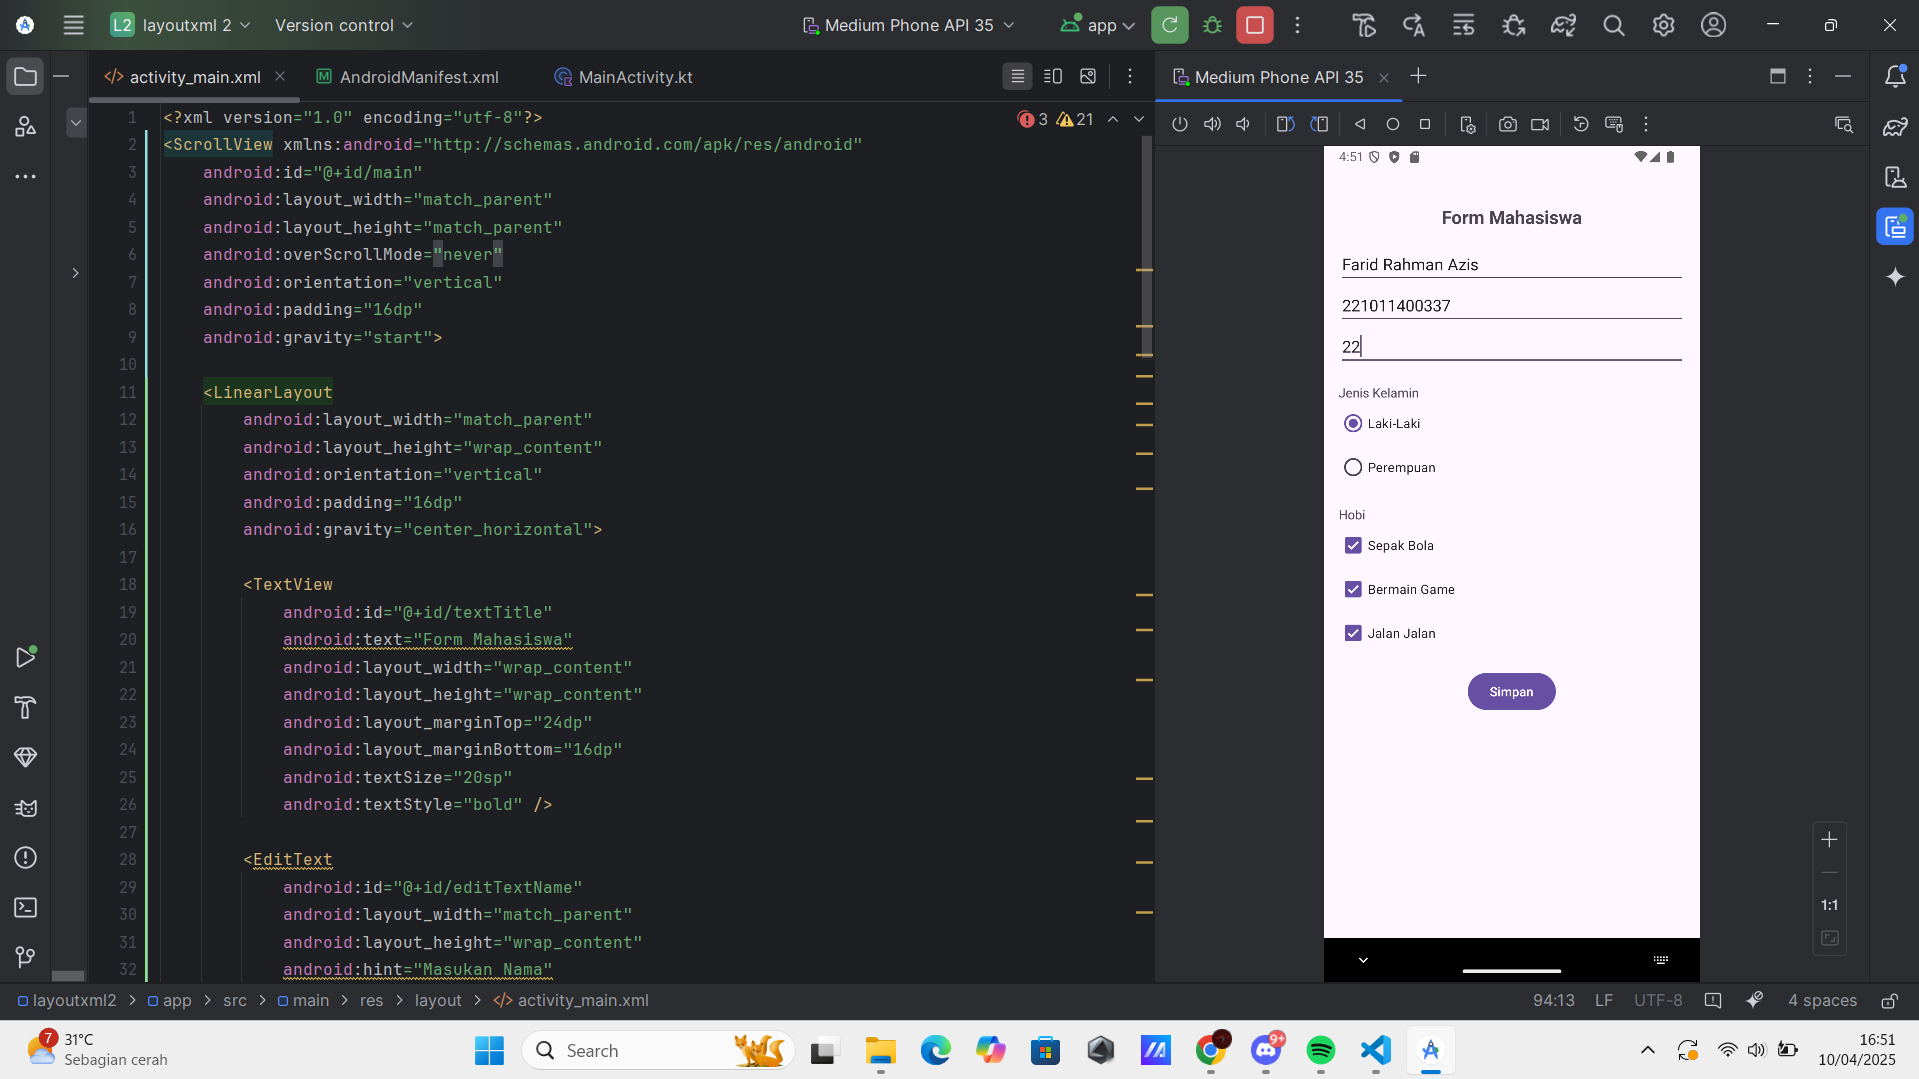 L2 layoutxml 2 Version control Medium Phone API 35 app
activity_main.xml AndroidManifest.xml MainActivity.kt
Medium Phone API 35
3 21
1 <?xml version="1.0" encoding="utf-8"?>
2 <ScrollView xmlns:android="http://schemas.android.com/apk/res/android"
3 android:id="@+id/main"
4 android:layout_width="match_parent"
5 android:layout_height="match_parent"
6 android:overScrollMode="never"
7 android:orientation="vertical"
8 android:padding="16dp"
9 android:gravity="start">
10
11 <LinearLayout
12 android:layout_width="match_parent"
13 android:layout_height="wrap_content"
14 android:orientation="vertical"
15 android:padding="16dp"
16 android:gravity="center_horizontal">
17
18 <TextView
19 android:id="@+id/textTitle"
20 android:text="Form Mahasiswa"
21 android:layout_width="wrap_content"
22 android:layout_height="wrap_content"
23 android:layout_marginTop="24dp"
24 android:layout_marginBottom="16dp"
25 android:textSize="20sp"
26 android:textStyle="bold" />
27
28 <EditText
29 android:id="@+id/editTextName"
30 android:layout_width="match_parent"
31 android:layout_height="wrap_content"
32 android:hint="Masukan Nama"
4:51
Form Mahasiswa
Farid Rahman Azis
221011400337
22
Jenis Kelamin
Laki-Laki
Perempuan
Hobi
Sepak Bola
Bermain Game
Jalan Jalan
Simpan
1:1
layoutxml2 > app > src > main > res > layout > activity_main.xml
94:13 LF UTF-8 4 spaces
7 31°C
Sebagian cerah
Search
9+
16:51
10/04/2025